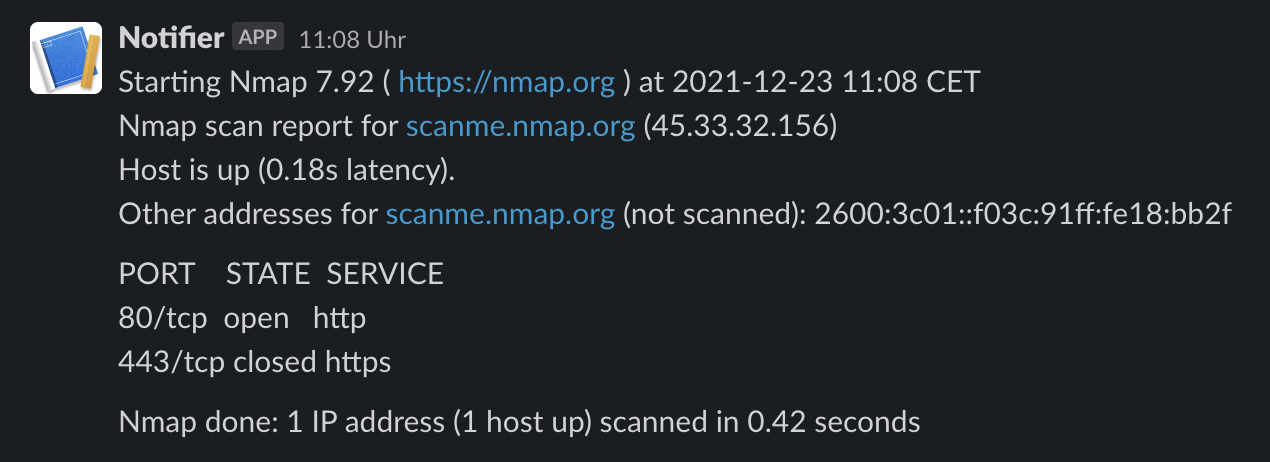 Notifier APP 11:08 Uhr
Starting Nmap 7.92 ( https://nmap.org ) at 2021-12-23 11:08 CET
Nmap scan report for scanme.nmap.org (45.33.32.156)
Host is up (0.18s latency).
Other addresses for scanme.nmap.org (not scanned): 2600:3c01::f03c:91ff:fe18:bb2f
PORT    STATE  SERVICE
80/tcp  open   http
443/tcp closed https
Nmap done: 1 IP address (1 host up) scanned in 0.42 seconds